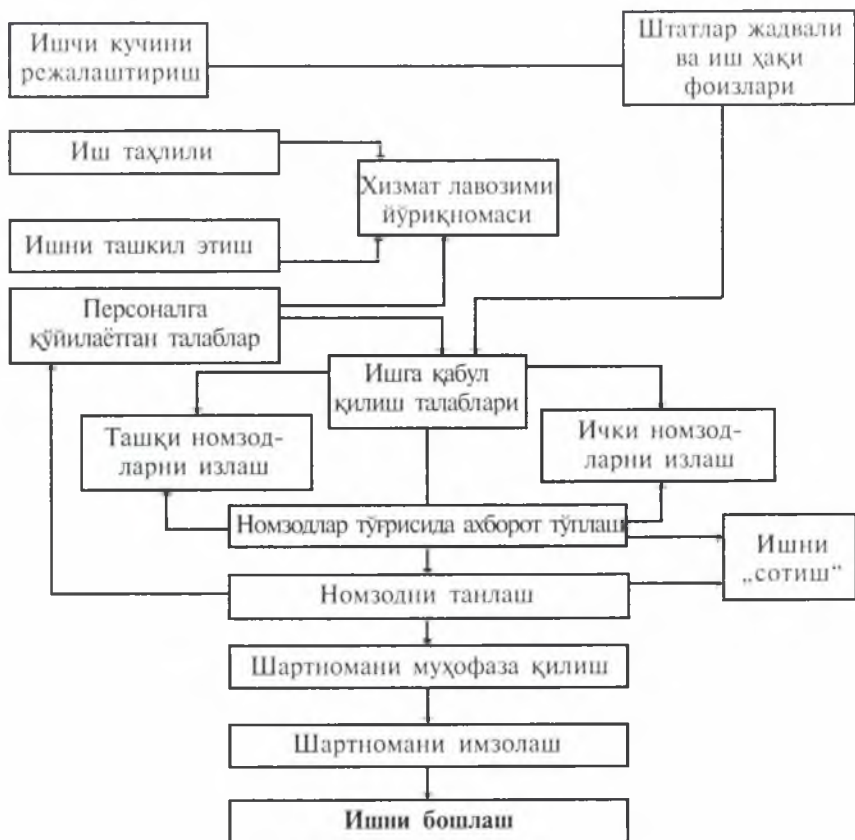 Ишчи кучини
режалаштириш
Штатлар жадвали
ва иш ҳақи
фоизлари
Иш таҳлили
Хизмат лавозими
йўриқномаси
Ишни ташкил этиш
Персоналга
қўйилаётган талаблар
Ишга қабул
қилиш талаблари
Ташқи номзод-
ларни излаш
Ички номзод-
ларни излаш
Номзодлар тўғрисида ахборот тўплаш
Ишни
„сотиш“
Номзодни танлаш
Шартномани муҳофаза қилиш
Шартномани имзолаш
Ишни бошлаш